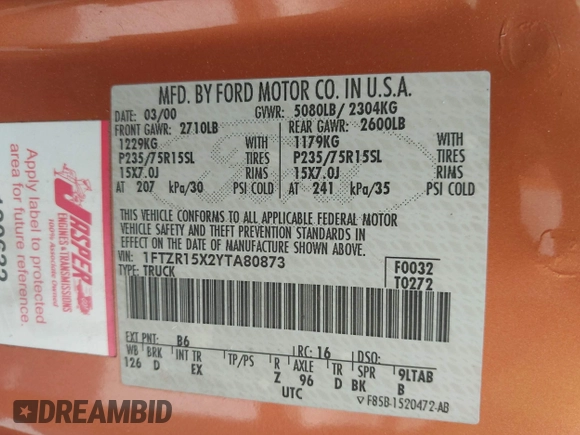 MFD. BY FORD MOTOR CO. IN U.S.A.
DATE: 03/00 GVWR: 5080LB/ 2304KG
FRONT GAWR: 2710LB REAR GAWR: 2600LB
1229KG WITH 1179KG WITH
P235/75R15SL TIRES P235/75R15SL TIRES
15X7.0J RIMS 15X7.0J RIMS
AT 207 kPa/30 PSI COLD AT 241 kPa/35 PSI COLD
THIS VEHICLE CONFORMS TO ALL APPLICABLE FEDERAL MOTOR
VEHICLE SAFETY AND THEFT PREVENTION STANDARDS IN
EFFECT ON THE DATE OF MANUFACTURE SHOWN ABOVE.
VIN: 1FTZR15X2YTA80873
TYPE: TRUCK
F0032
T0272
EXT PNT: B6 RC: 16 DSO:
WB BRK INT TR TP/PS R AXLE TR SPR 9LTAB
126 D EX Z 96 D BK B
UTC
F85B-1520472-AB
Apply label to protected
area for future reference.
JASPER
ENGINES & TRANSMISSIONS
100% Associate Owned
DREAMBID